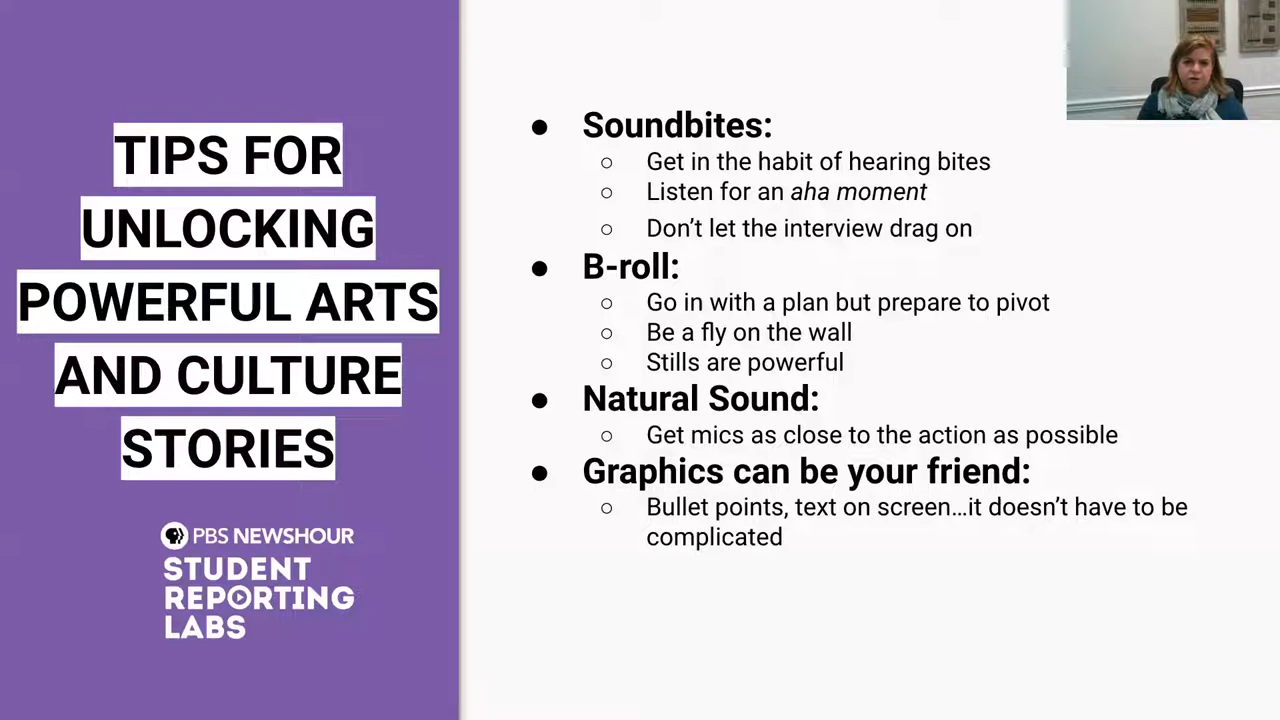 TIPS FOR
UNLOCKING
POWERFUL ARTS
AND CULTURE
STORIES
PBS NEWSHOUR
STUDENT
REPORTING
LABS
● Soundbites:
○ Get in the habit of hearing bites
○ Listen for an aha moment
○ Don’t let the interview drag on
● B-roll:
○ Go in with a plan but prepare to pivot
○ Be a fly on the wall
○ Stills are powerful
● Natural Sound:
○ Get mics as close to the action as possible
● Graphics can be your friend:
○ Bullet points, text on screen…it doesn’t have to be
complicated